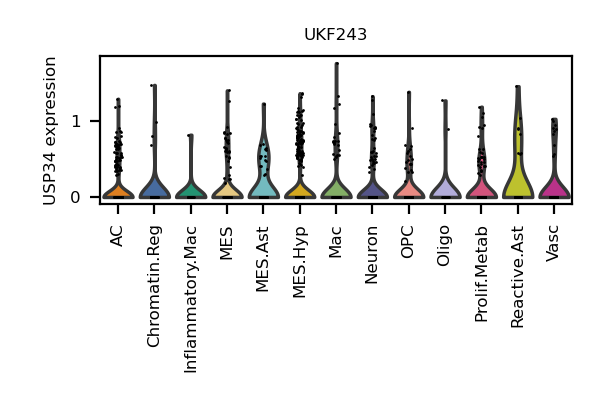 UKF243
USP34 expression
1
0
AC
Chromatin.Reg
Inflammatory.Mac
MES
MES.Ast
MES.Hyp
Mac
Neuron
OPC
Oligo
Prolif.Metab
Reactive.Ast
Vasc